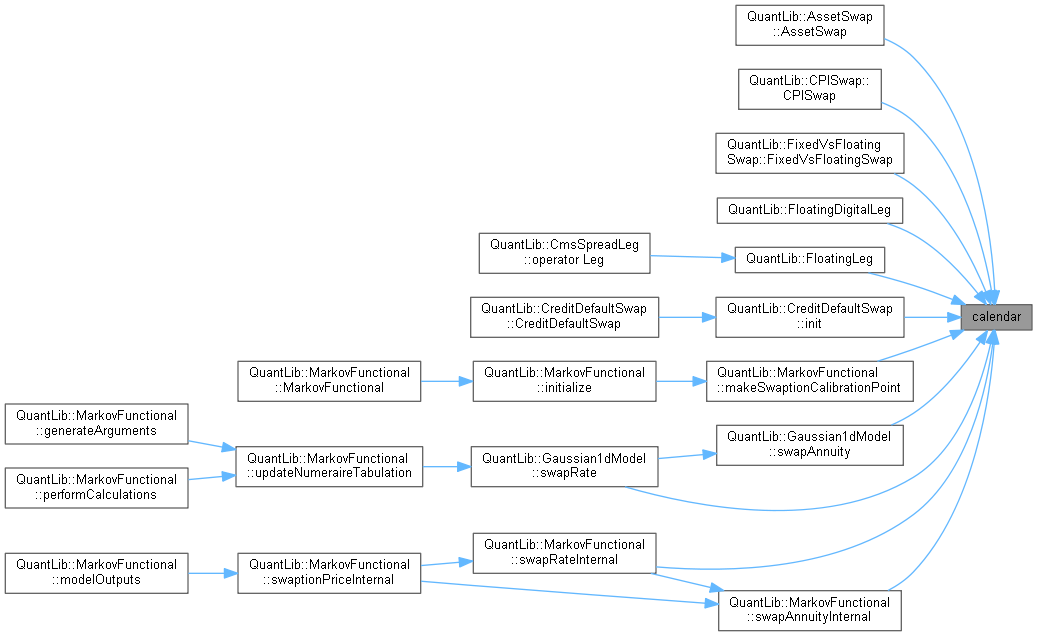 QuantLib::AssetSwap
::AssetSwap
QuantLib::CPISwap::
CPISwap
QuantLib::FixedVsFloating
Swap::FixedVsFloatingSwap
QuantLib::FloatingDigitalLeg
QuantLib::CmsSpreadLeg
::operator Leg
QuantLib::FloatingLeg
QuantLib::CreditDefaultSwap
::CreditDefaultSwap
QuantLib::CreditDefaultSwap
::init
calendar
QuantLib::MarkovFunctional
::MarkovFunctional
QuantLib::MarkovFunctional
::initialize
QuantLib::MarkovFunctional
::makeSwaptionCalibrationPoint
QuantLib::MarkovFunctional
::generateArguments
QuantLib::MarkovFunctional
::performCalculations
QuantLib::MarkovFunctional
::updateNumeraireTabulation
QuantLib::Gaussian1dModel
::swapRate
QuantLib::Gaussian1dModel
::swapAnnuity
QuantLib::MarkovFunctional
::modelOutputs
QuantLib::MarkovFunctional
::swaptionPriceInternal
QuantLib::MarkovFunctional
::swapRateInternal
QuantLib::MarkovFunctional
::swapAnnuityInternal